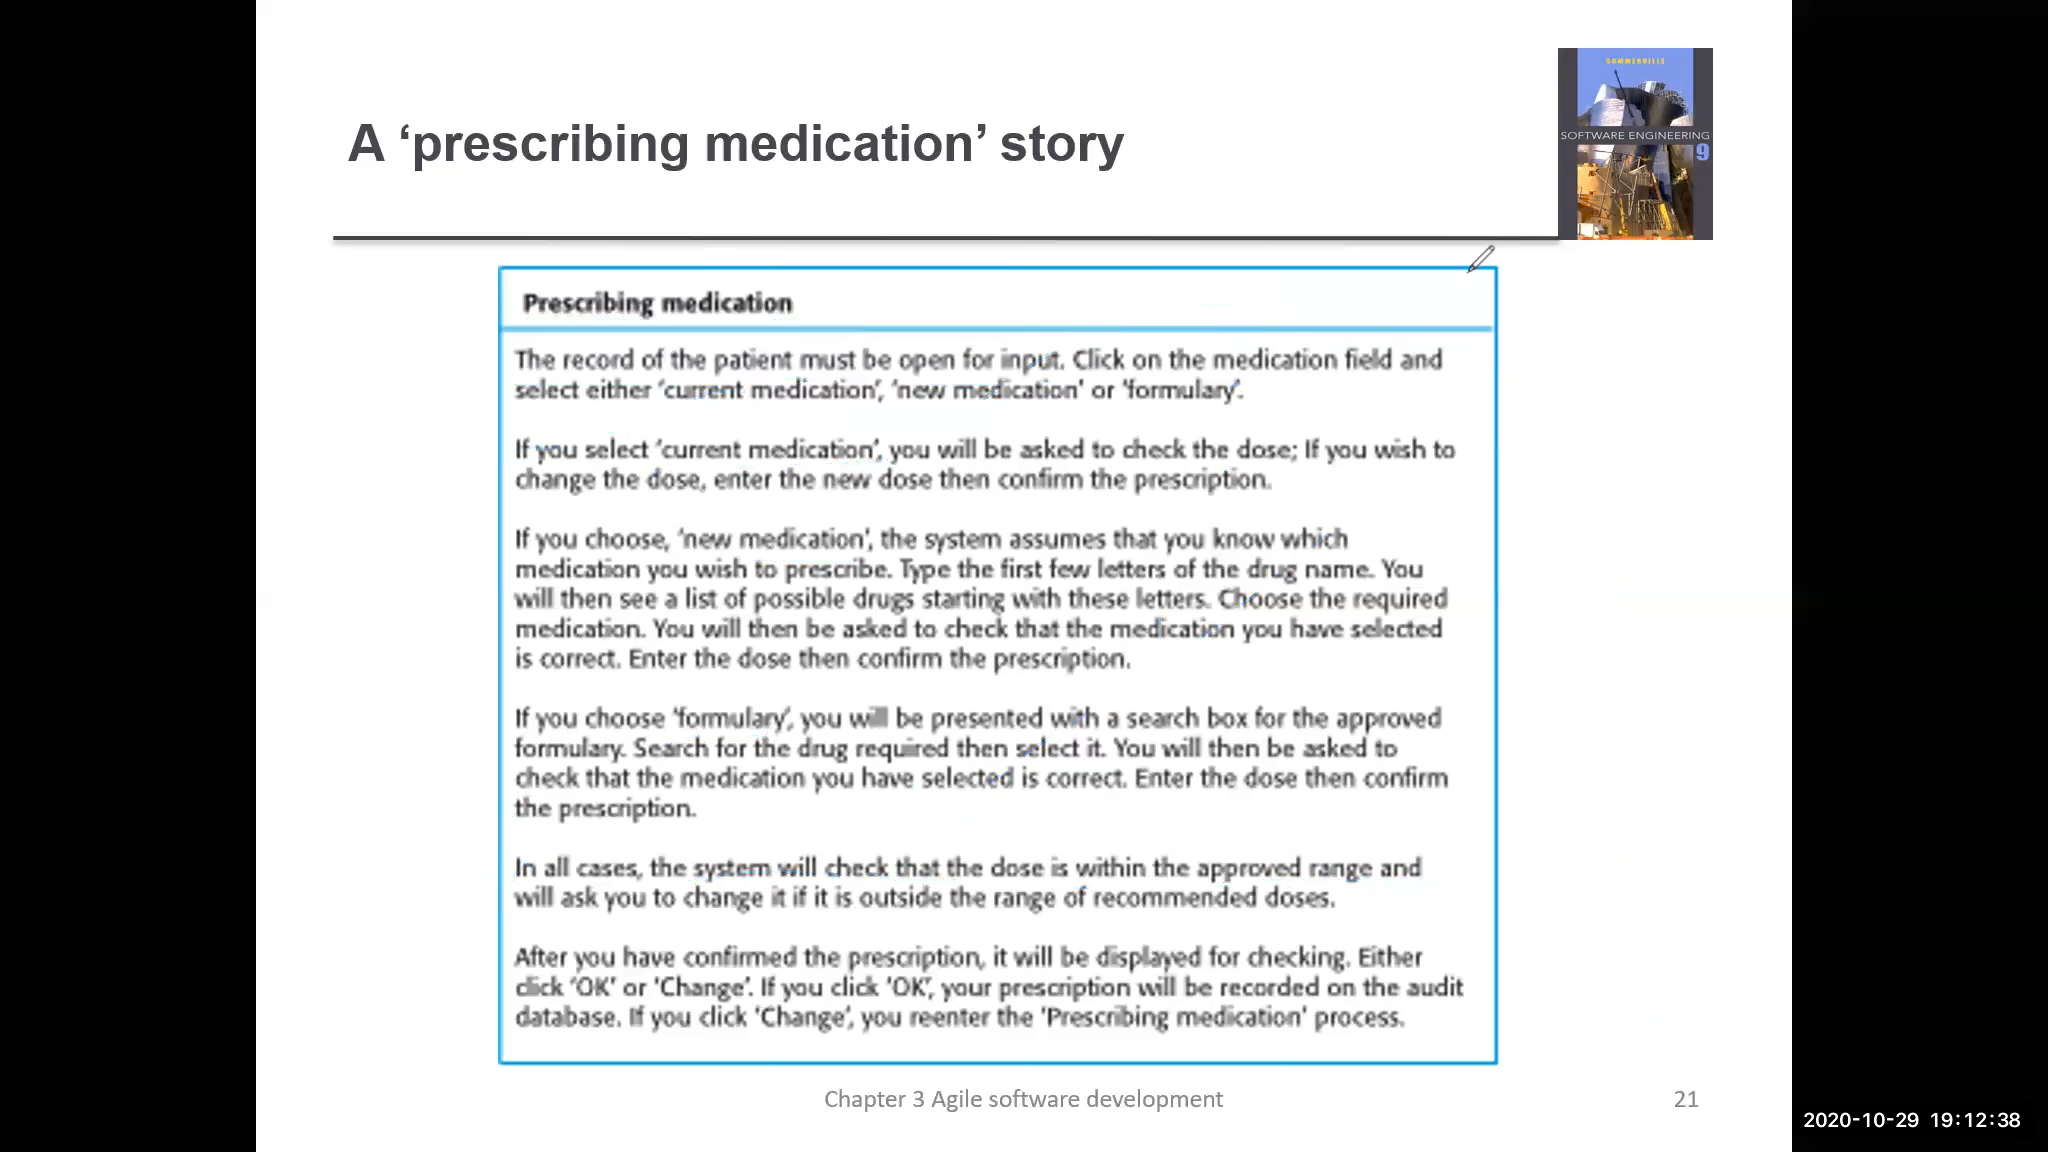 SOMMERVILLE
SOFTWARE ENGINEERING
9
A ‘prescribing medication’ story
Prescribing medication
The record of the patient must be open for input. Click on the medication field and
select either ‘current medication’, ‘new medication’ or ‘formulary’.
If you select ‘current medication’, you will be asked to check the dose; If you wish to
change the dose, enter the new dose then confirm the prescription.
If you choose, ‘new medication’, the system assumes that you know which
medication you wish to prescribe. Type the first few letters of the drug name. You
will then see a list of possible drugs starting with these letters. Choose the required
medication. You will then be asked to check that the medication you have selected
is correct. Enter the dose then confirm the prescription.
If you choose ‘formulary’, you will be presented with a search box for the approved
formulary. Search for the drug required then select it. You will then be asked to
check that the medication you have selected is correct. Enter the dose then confirm
the prescription.
In all cases, the system will check that the dose is within the approved range and
will ask you to change it if it is outside the range of recommended doses.
After you have confirmed the prescription, it will be displayed for checking. Either
click ‘OK’ or ‘Change’. If you click ‘OK’, your prescription will be recorded on the audit
database. If you click ‘Change’, you reenter the ‘Prescribing medication’ process.
Chapter 3 Agile software development
21
2020-10-29 19:12:38